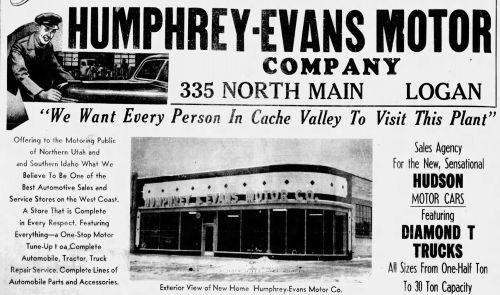 HUMPHREY-EVANS MOTOR
COMPANY
335 NORTH MAIN LOGAN
"We Want Every Person In Cache Valley To Visit This Plant"
Offering to the Motoring Public
of Northern Utah and
and Southern Idaho What We
Believe To Be One of the
Best Automotive Sales and
Service Stores on the West Coast.
A Store That is Complete
in Every Respect. Featuring
Everything—a One-Stop Motor
Tune-Up t oa Complete
Automobile, Tractor, Truck
Repair Service. Complete Lines of
Automobile Parts and Accessories.
HUMPHREY-EVANS MOTOR CO.
Exterior View of New Home Humphrey-Evans Motor Co.
Sales Agency
For the New, Sensational
HUDSON
MOTOR CARS
Featuring
DIAMOND T
TRUCKS
All Sizes From One-Half Ton
To 30 Ton Capacity